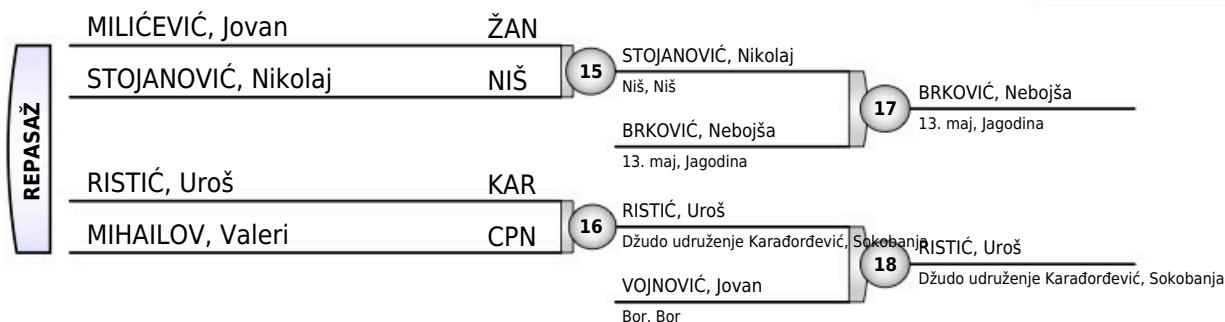 REPASAŽ
MILIĆEVIĆ, Jovan ŽAN
STOJANOVIĆ, Nikolaj NIŠ
15
STOJANOVIĆ, Nikolaj
Niš, Niš
BRKOVIĆ, Nebojša
13. maj, Jagodina
17
BRKOVIĆ, Nebojša
13. maj, Jagodina
RISTIĆ, Uroš KAR
MIHAILOV, Valeri CPN
16
RISTIĆ, Uroš
Džudo udruženje Karađorđević, Sokobanja
VOJNOVIĆ, Jovan
Bor, Bor
18
RISTIĆ, Uroš
Džudo udruženje Karađorđević, Sokobanja